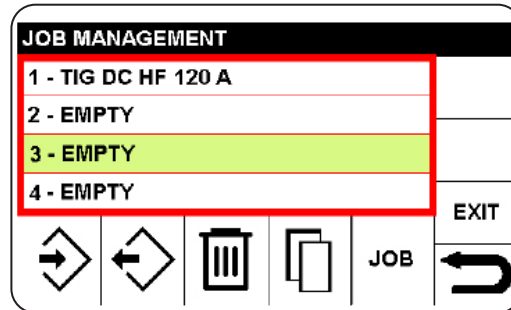 JOB MANAGEMENT
1 - TIG DC HF 120 A
2 - EMPTY
3 - EMPTY
4 - EMPTY
EXIT
JOB